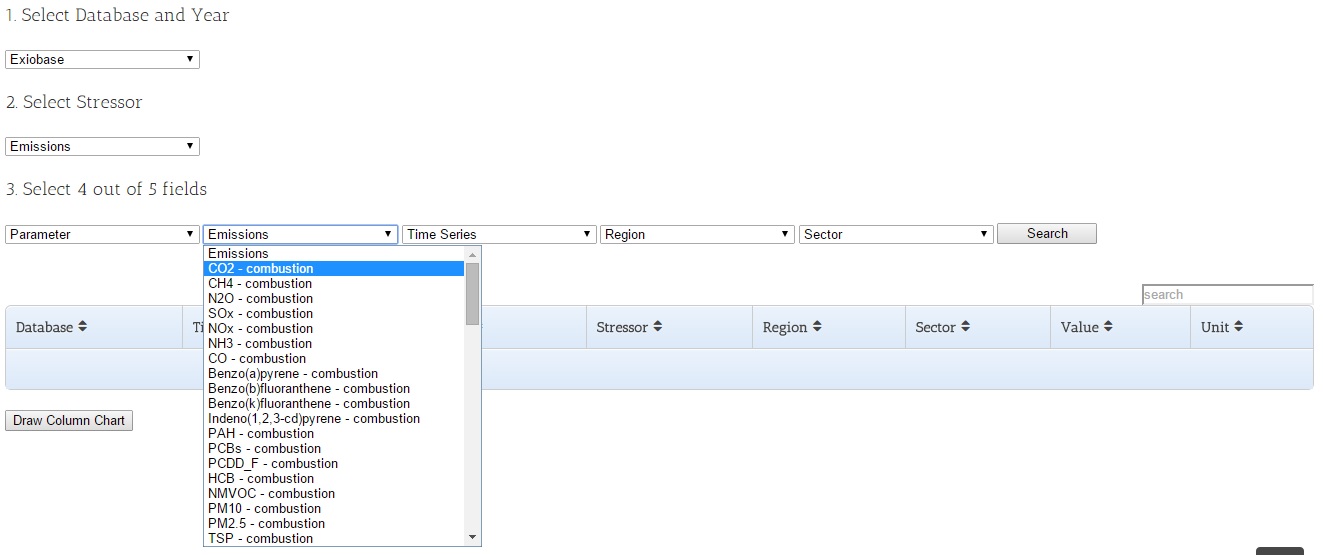 1. Select Database and Year
Exiobase
2. Select Stressor
Emissions
3. Select 4 out of 5 fields
Parameter Emissions Time Series Region Sector Search
Emissions
CO2 - combustion
CH4 - combustion
N2O - combustion
SOx - combustion
NOx - combustion
NH3 - combustion
CO - combustion
Benzo(a)pyrene - combustion
Benzo(b)fluoranthene - combustion
Benzo(k)fluoranthene - combustion
Indeno(1,2,3-cd)pyrene - combustion
PAH - combustion
PCBs - combustion
PCDD_F - combustion
HCB - combustion
NMVOC - combustion
PM10 - combustion
PM2.5 - combustion
TSP - combustion
search
Database Stressor Region Sector Value Unit
Draw Column Chart